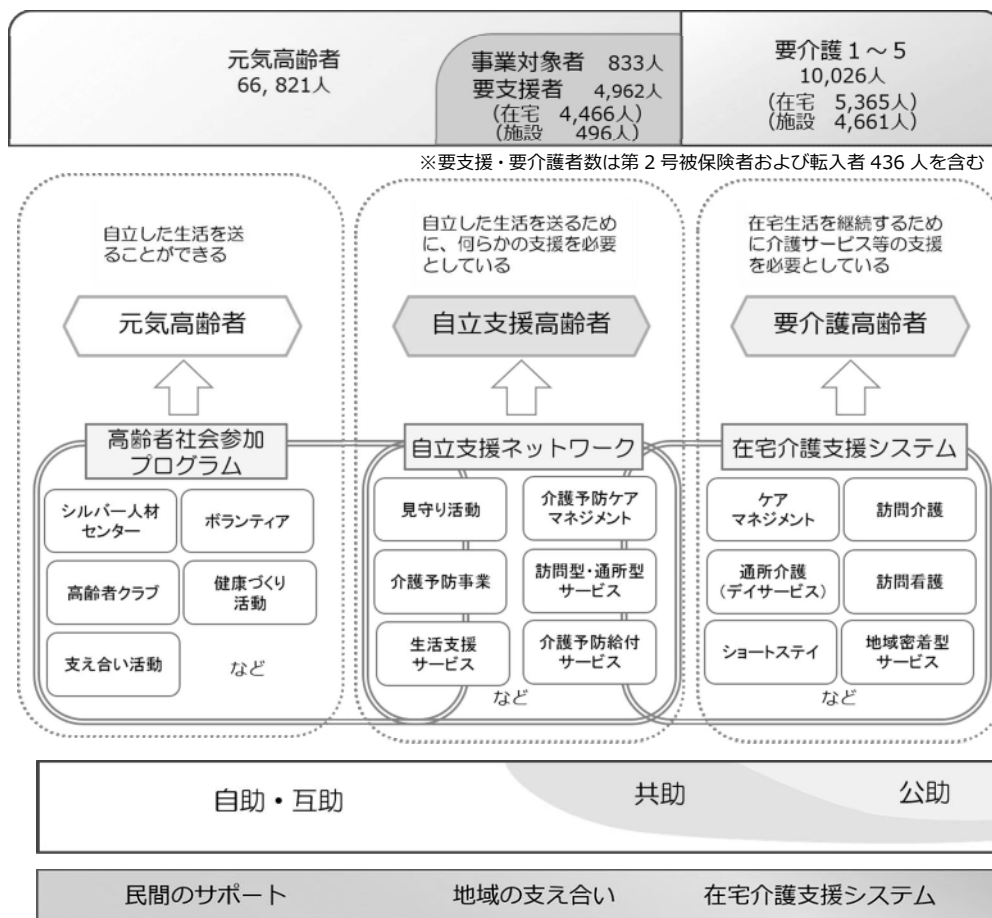 元気高齢者
66, 821人
事業対象者 833人
要支援者 4,962人
(在宅 4,466人)
(施設 496人)
要介護1~5
10,026人
(在宅 5,365人)
(施設 4,661人)
※要支援・要介護者数は第2号被保険者および転入者436人を含む
自立した生活を送
ることができる
元気高齢者
高齢者社会参加
プログラム
シルバー人材
センター
ボランティア
高齢者クラブ
健康づくり
活動
支え合い活動
など
自立した生活を送るため
に、何らかの支援を必要
としている
自立支援高齢者
自立支援ネットワーク
見守り活動
介護予防ケア
マネジメント
介護予防事業
訪問型・通所型
サービス
生活支援
サービス
介護予防給付
サービス
など
在宅生活を継続するため
に介護サービス等の支援
を必要としている
要介護高齢者
在宅介護支援システム
ケア
マネジメント
訪問介護
通所介護
(デイサービス)
訪問看護
ショートステイ
地域密着型
サービス
など
自助・互助
共助
公助
民間のサポート
地域の支え合い
在宅介護支援システム